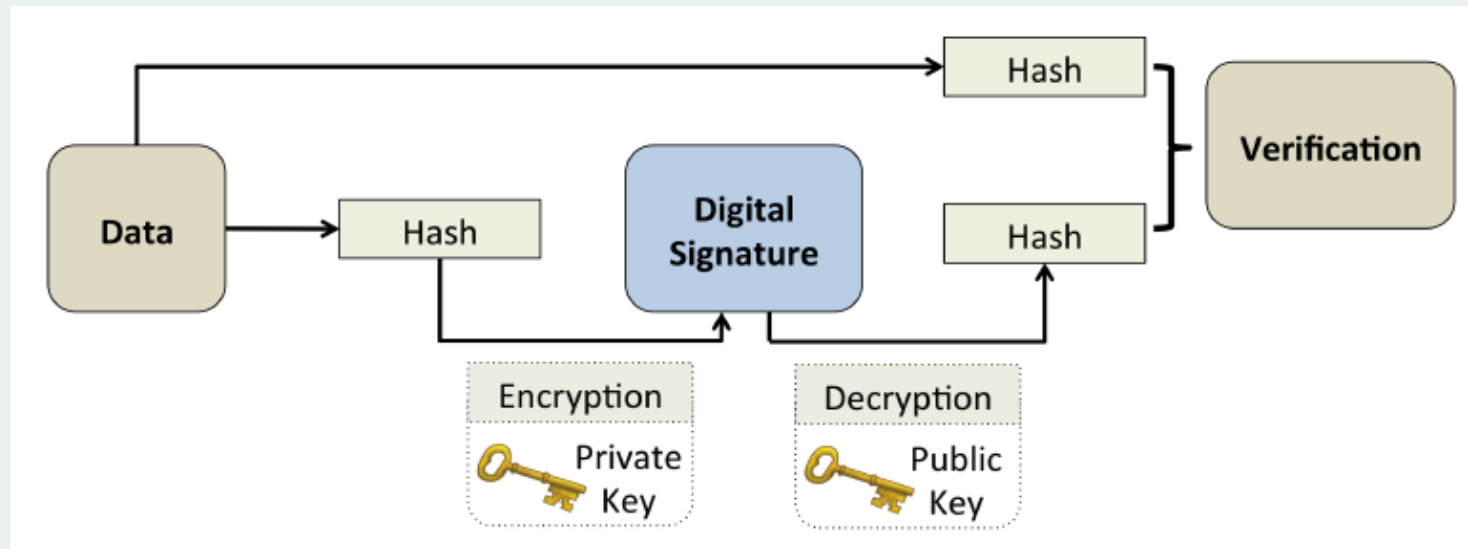 Hash
Verification
Data
Hash
Digital
Signature
Hash
Encryption
Private
Key
Decryption
Public
Key